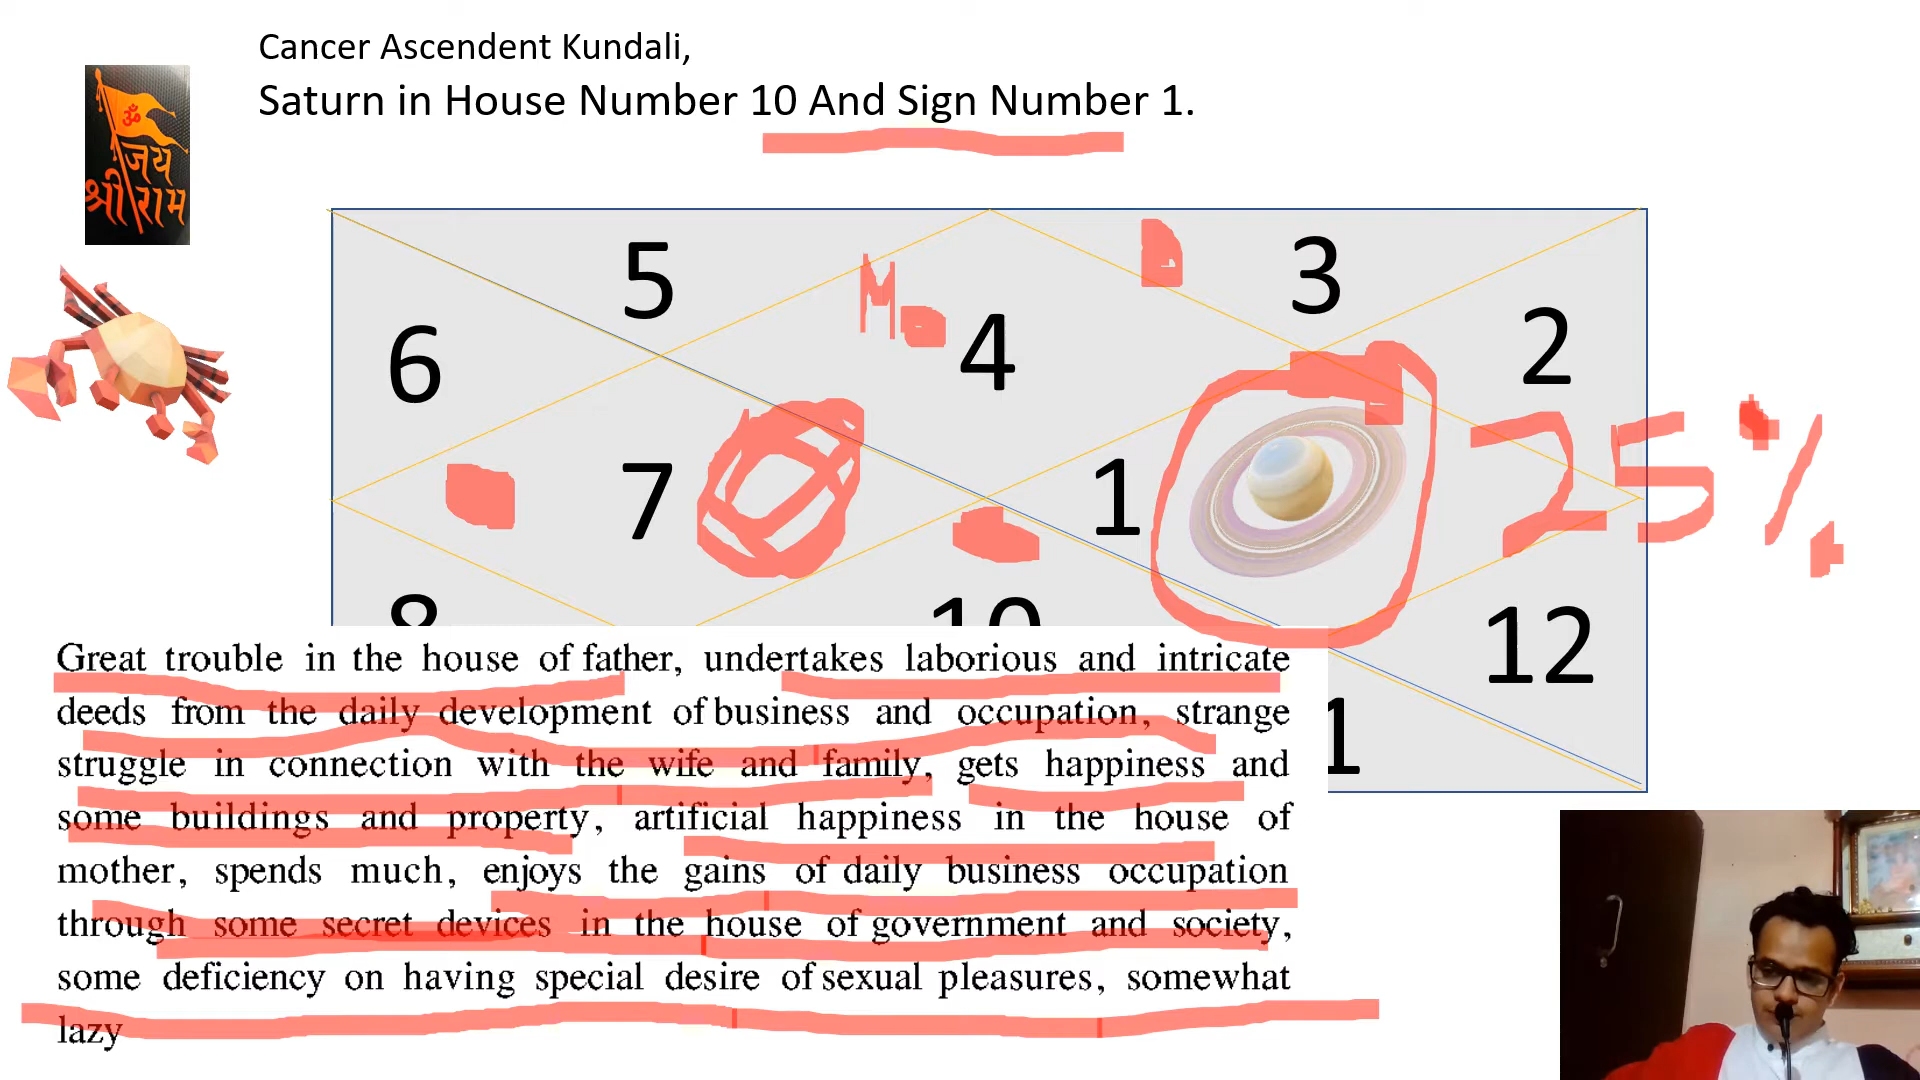 Cancer Ascendent Kundali,
Saturn in House Number 10 And Sign Number 1.
ॐ
जय
श्री राम
5
3
M
6
4
2
25%
7
1
8
10
12
1
Great trouble in the house of father, undertakes laborious and intricate
deeds from the daily development of business and occupation, strange
struggle in connection with the wife and family, gets happiness and
some buildings and property, artificial happiness in the house of
mother, spends much, enjoys the gains of daily business occupation
through some secret devices in the house of government and society,
some deficiency on having special desire of sexual pleasures, somewhat
lazy